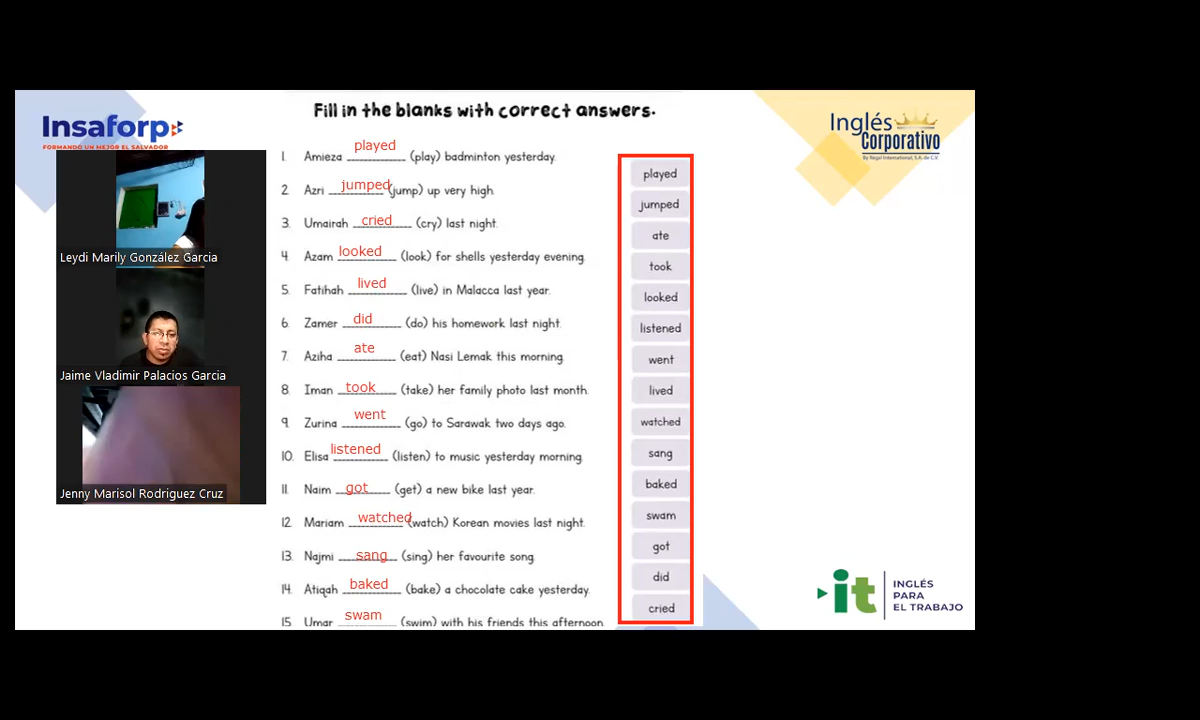 Fill in the blanks with correct answers.
Insaforp
FORMANDO UN MEJOR EL SALVADOR
Inglés
Corporativo
By Regal International, S.A. de C.V.
Leydi Marily González Garcia
Jaime Vladimir Palacios Garcia
Jenny Marisol Rodriguez Cruz
1. Amieza played (play) badminton yesterday.
2. Azri jumped (jump) up very high.
3. Umairah cried (cry) last night.
4. Azam looked (look) for shells yesterday evening.
5. Fatihah lived (live) in Malacca last year.
6. Zamer did (do) his homework last night.
7. Aziha ate (eat) Nasi Lemak this morning.
8. Iman took (take) her family photo last month.
9. Zurina went (go) to Sarawak two days ago.
10. Elisa listened (listen) to music yesterday morning.
11. Naim got (get) a new bike last year.
12. Mariam watched (watch) Korean movies last night.
13. Najmi sang (sing) her favourite song.
14. Atiqah baked (bake) a chocolate cake yesterday.
15. Umar swam (swim) with his friends this afternoon.
played
jumped
ate
took
looked
listened
went
lived
watched
sang
baked
swam
got
did
cried
it
INGLÉS
PARA
EL TRABAJO